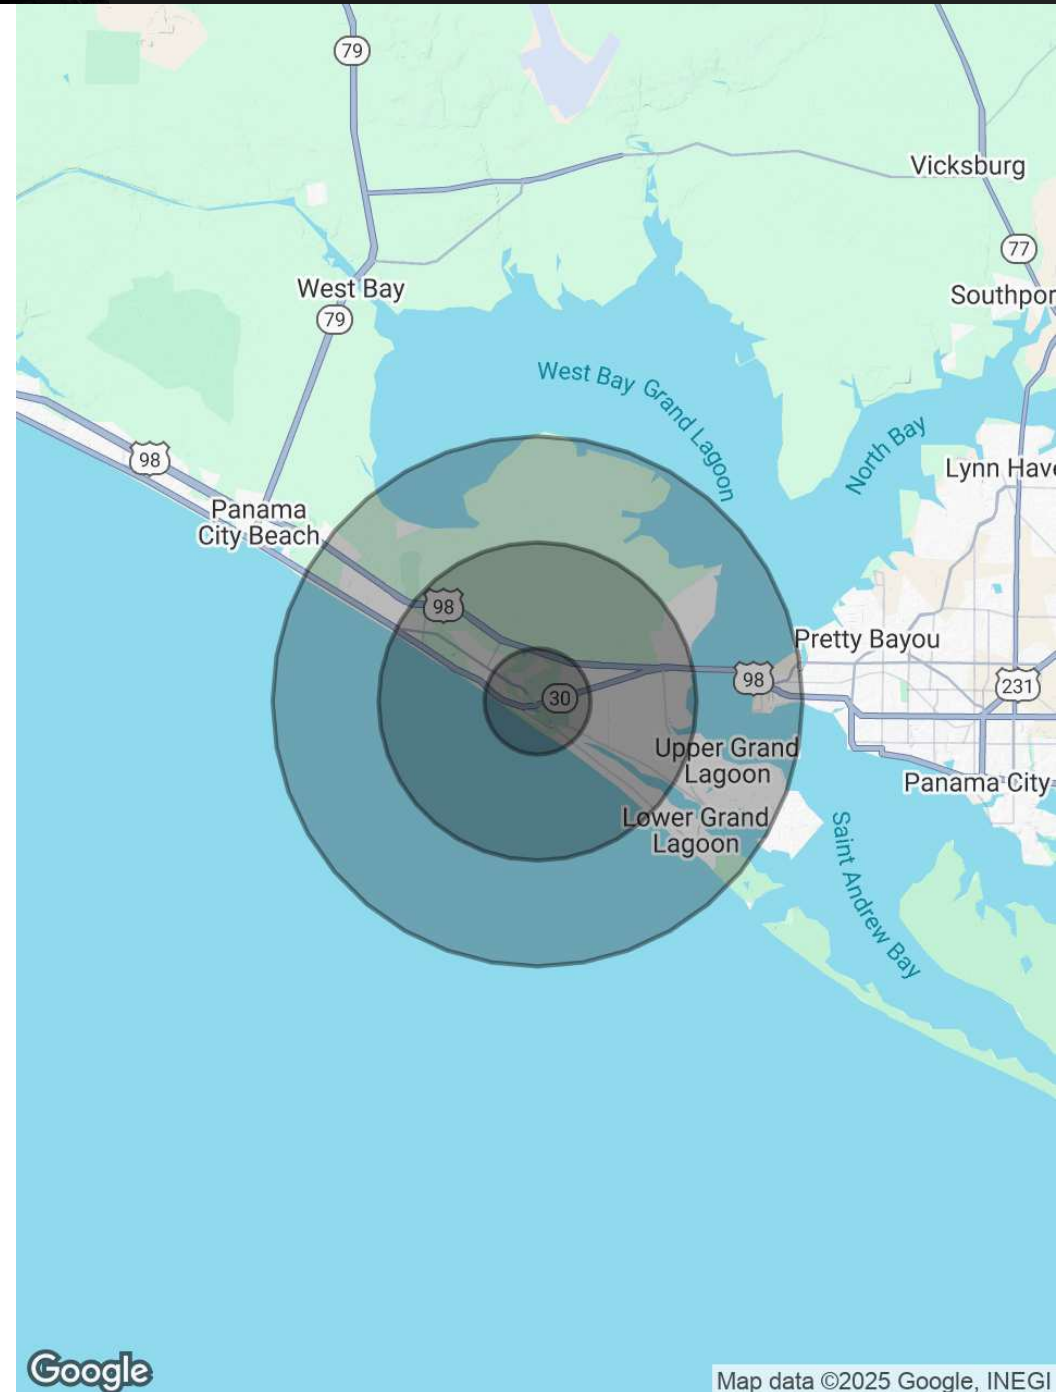 79
Vicksburg
77
West Bay
Southpor
79
West Bay Grand Lagoon
North Bay
98
Lynn Have
Panama
City Beach
98
Pretty Bayou
98
231
30
Upper Grand
Lagoon
Panama City
Lower Grand
Lagoon
Saint Andrew Bay
Google
Map data ©2025 Google, INEGI